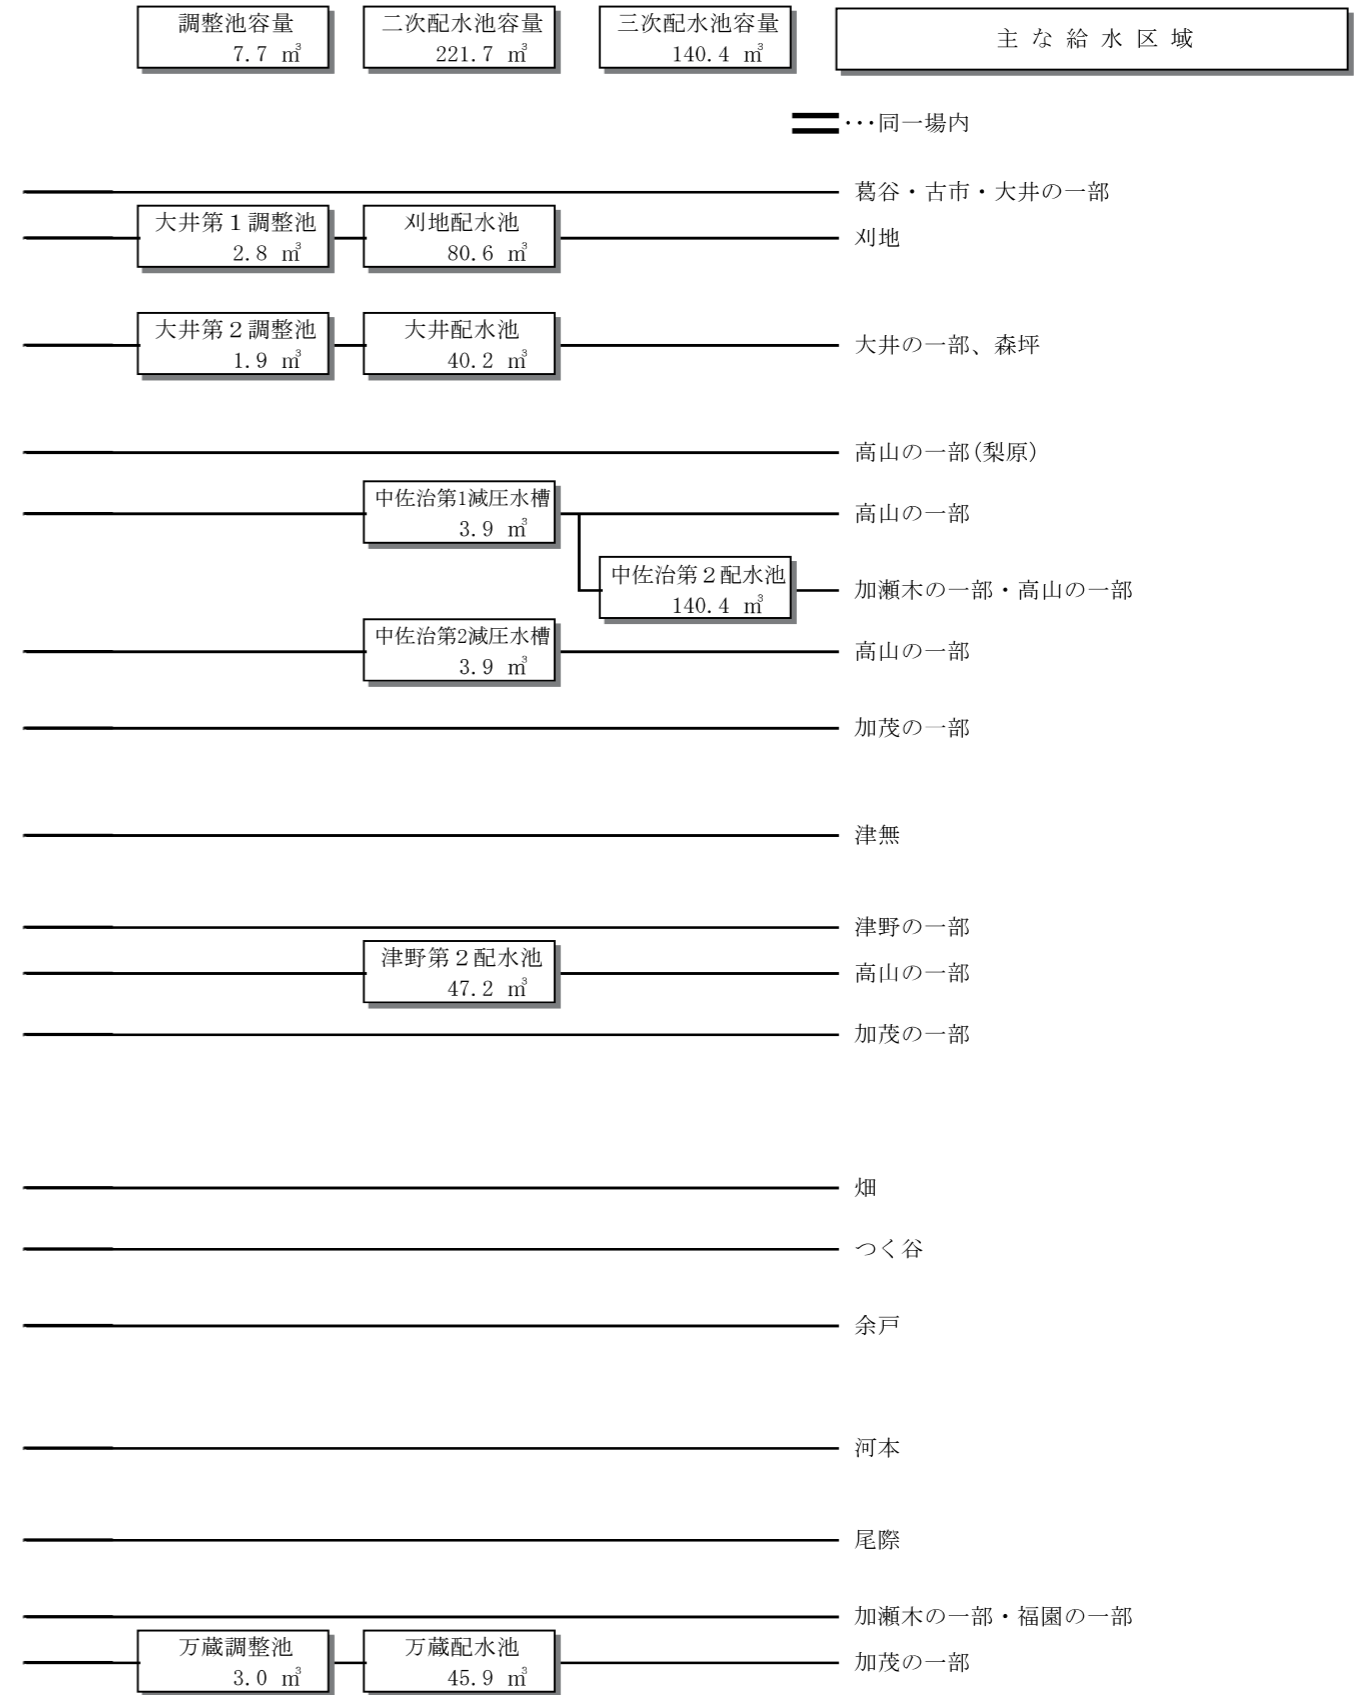 調整池容量
7.7 ㎥
二次配水池容量
221.7 ㎥
三次配水池容量
140.4 ㎥
主な給水区域
…同一場内
葛谷・古市・大井の一部
大井第１調整池
2.8 ㎥
刈地配水池
80.6 ㎥
刈地
大井第２調整池
1.9 ㎥
大井配水池
40.2 ㎥
大井の一部、森坪
高山の一部(梨原)
中佐治第1減圧水槽
3.9 ㎥
高山の一部
中佐治第２配水池
140.4 ㎥
加瀬木の一部・高山の一部
中佐治第2減圧水槽
3.9 ㎥
高山の一部
加茂の一部
津無
津野の一部
津野第２配水池
47.2 ㎥
高山の一部
加茂の一部
畑
つく谷
余戸
河本
尾際
加瀬木の一部・福園の一部
万蔵調整池
3.0 ㎥
万蔵配水池
45.9 ㎥
加茂の一部